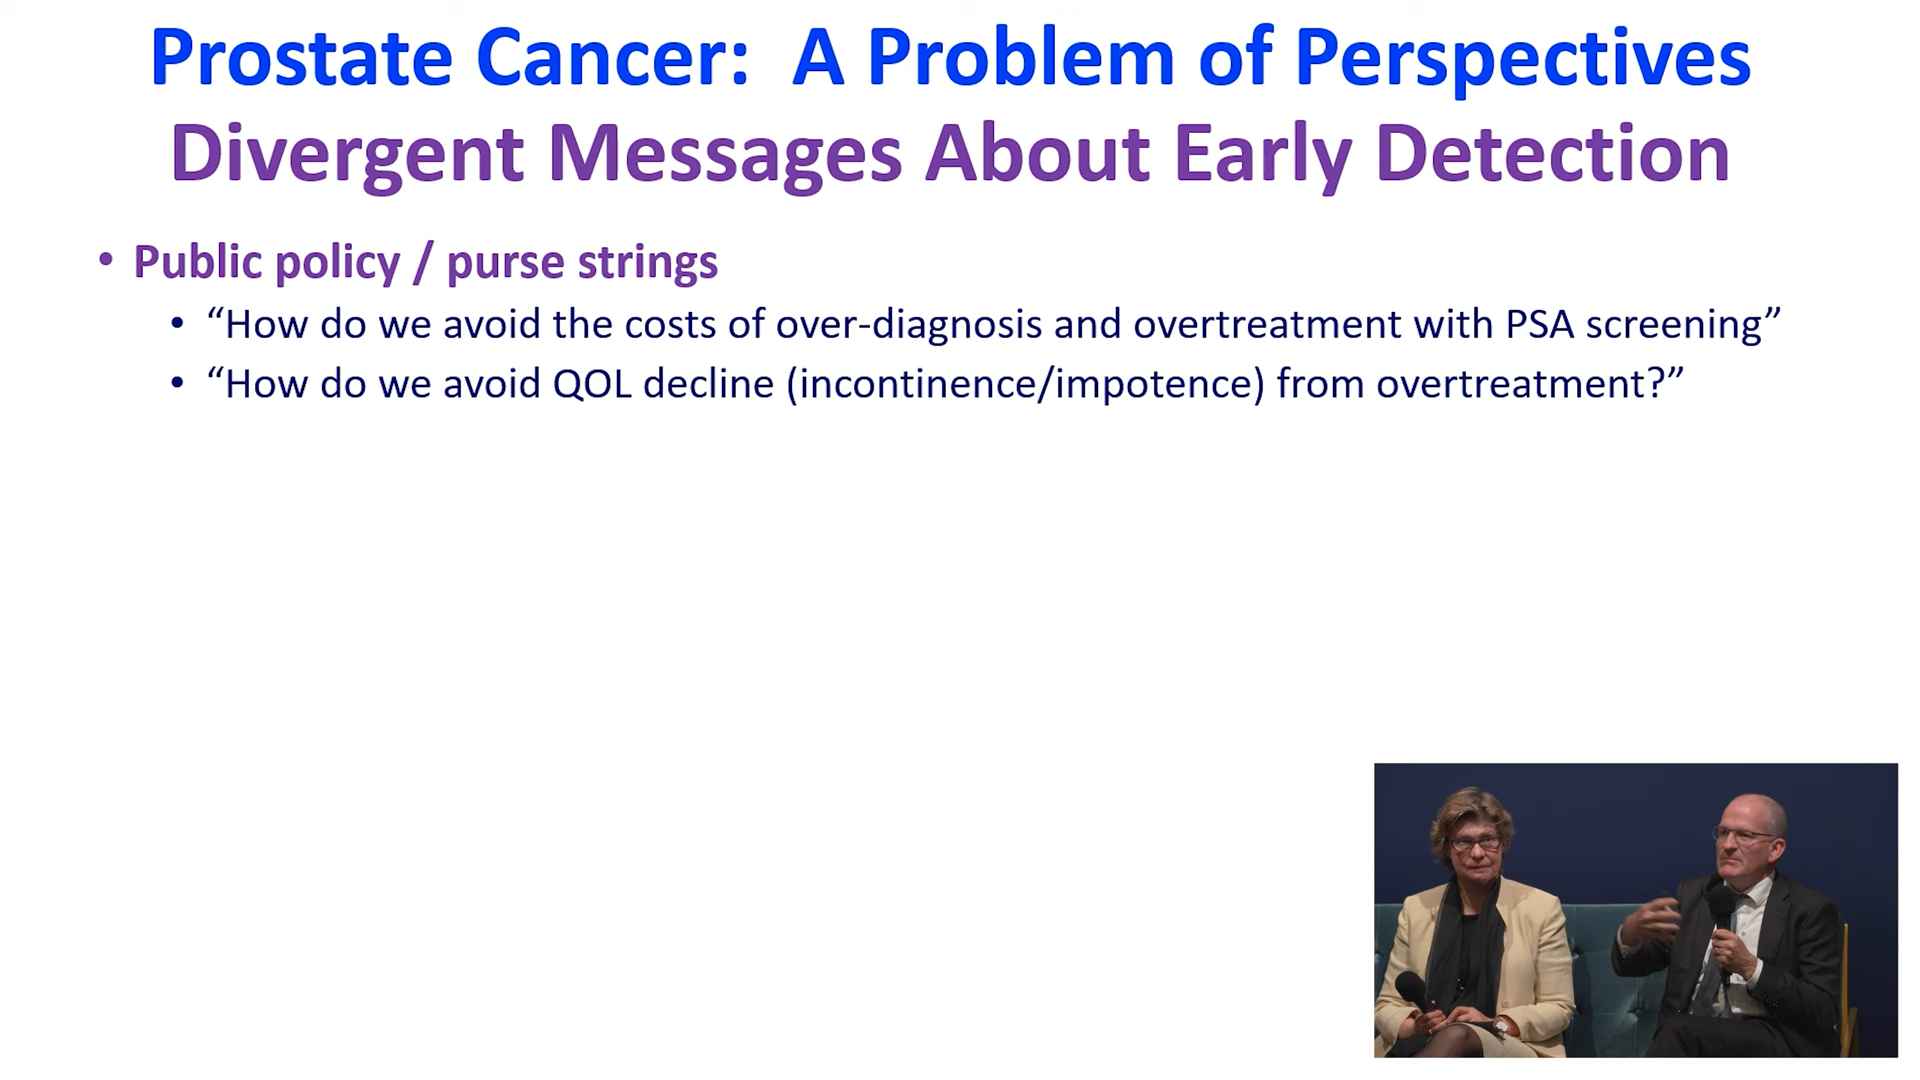 Prostate Cancer:  A Problem of Perspectives
Divergent Messages About Early Detection
• Public policy / purse strings
• “How do we avoid the costs of over-diagnosis and overtreatment with PSA screening”
• “How do we avoid QOL decline (incontinence/impotence) from overtreatment?”